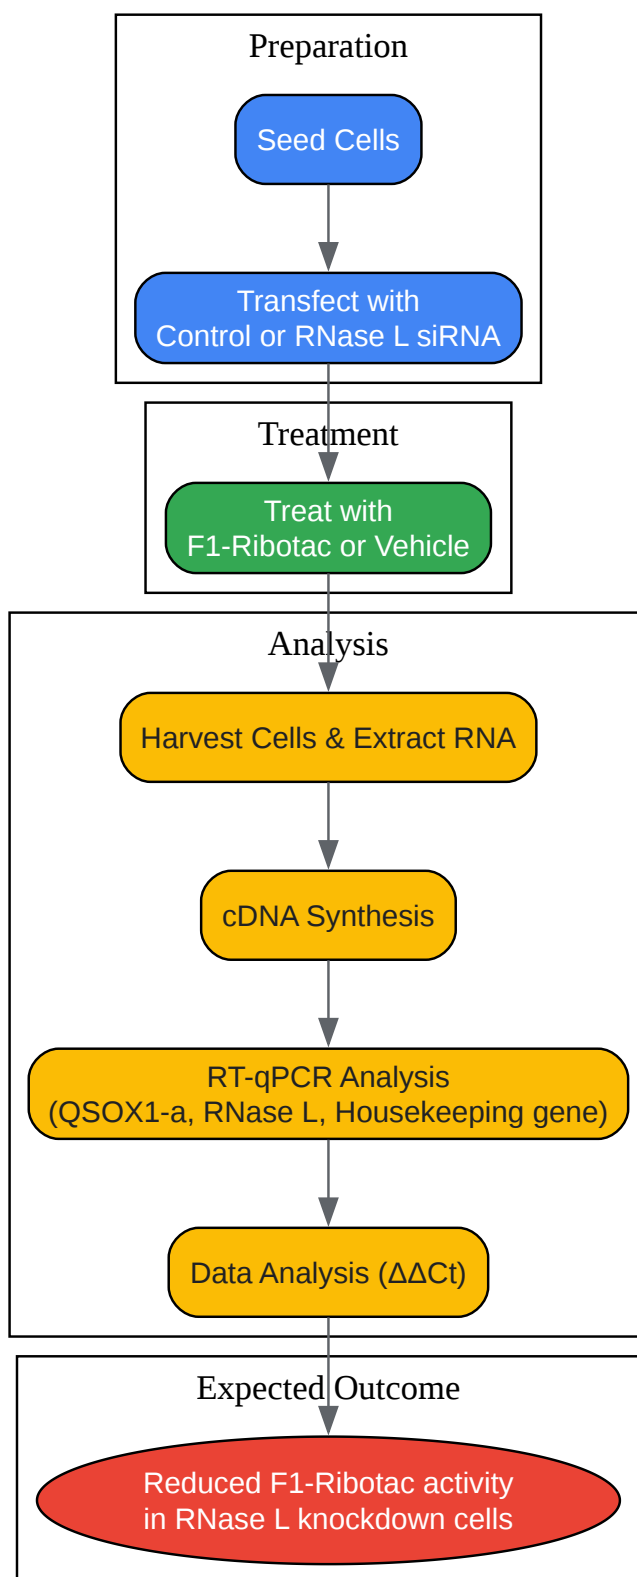 Preparation
Seed Cells
Transfect with
Control or RNase L siRNA
Treatment
Treat with
F1-Ribotac or Vehicle
Analysis
Harvest Cells & Extract RNA
cDNA Synthesis
RT-qPCR Analysis
(QSOX1-a, RNase L, Housekeeping gene)
Data Analysis (ΔΔCt)
Expected Outcome
Reduced F1-Ribotac activity
in RNase L knockdown cells